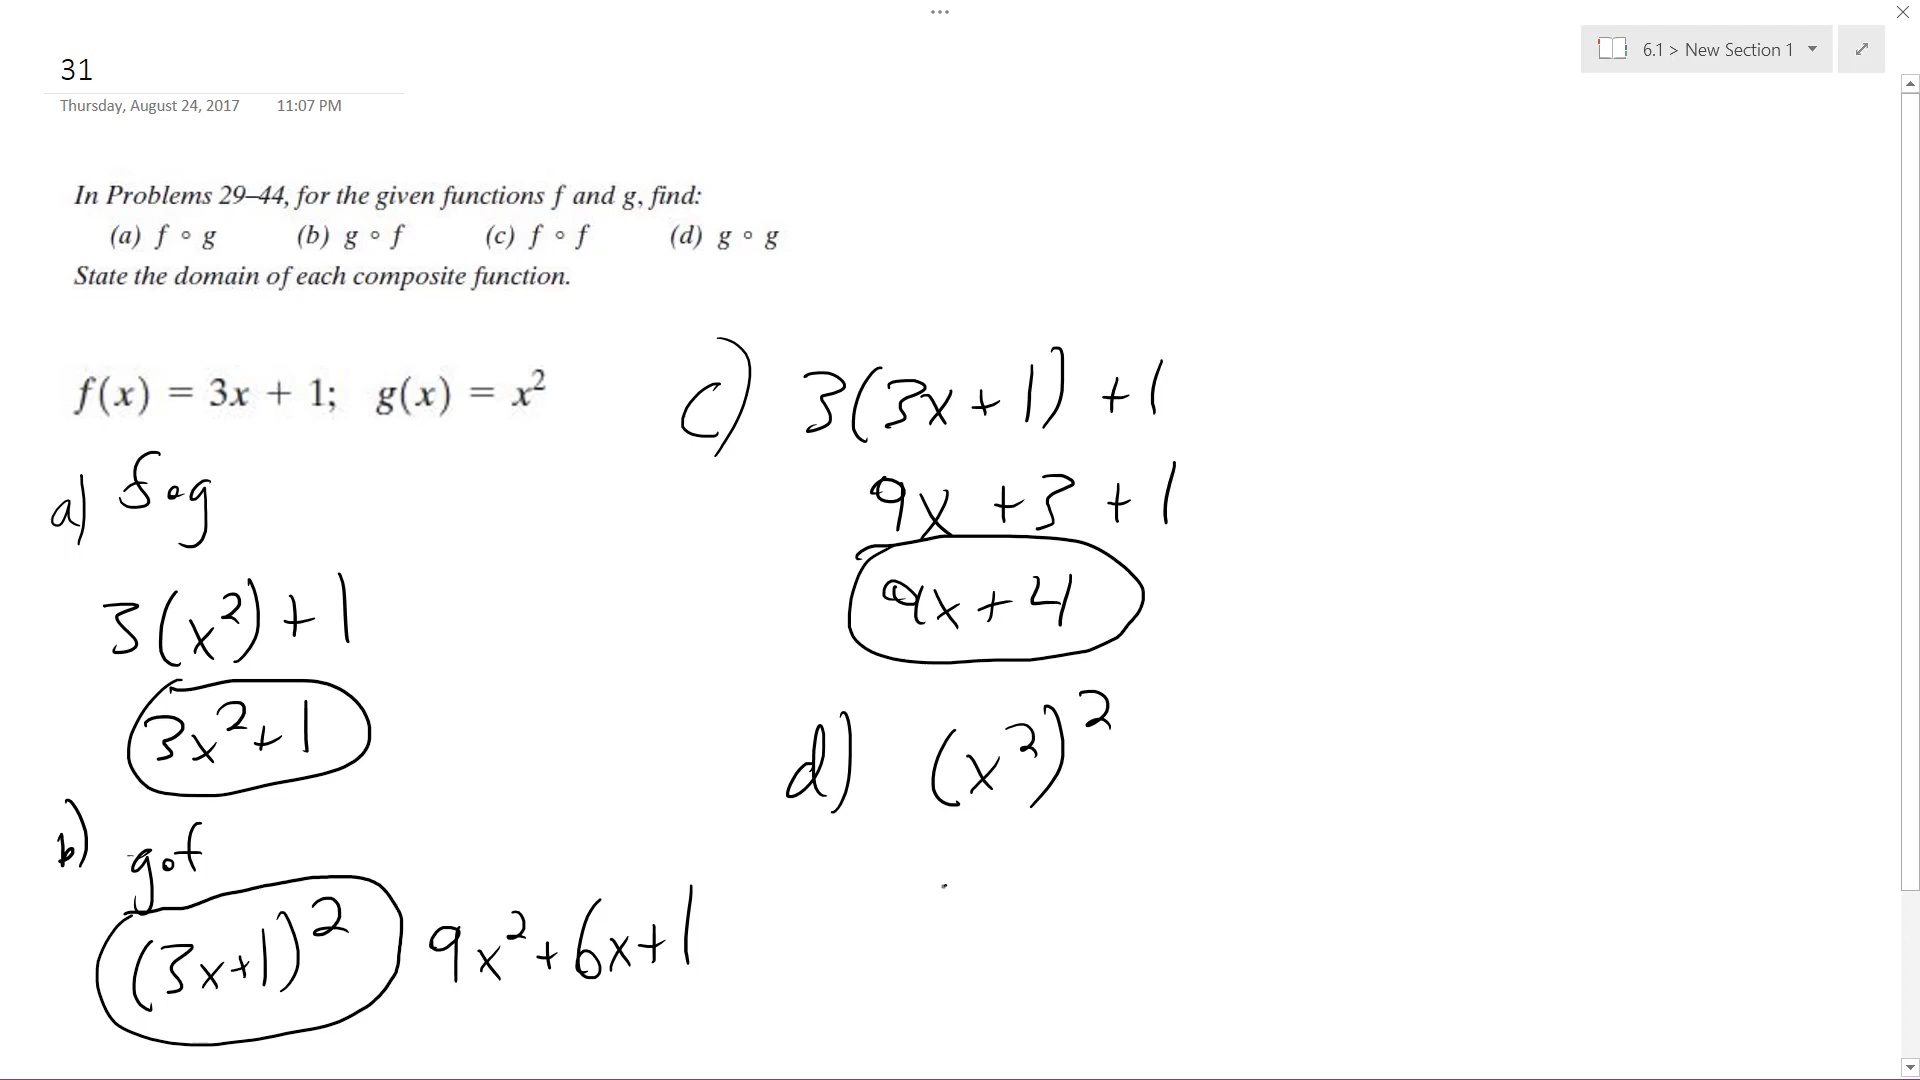 31
Thursday, August 24, 2017 11:07 PM
6.1 > New Section 1
In Problems 29–44, for the given functions f and g, find:
(a) f ∘ g (b) g ∘ f (c) f ∘ f (d) g ∘ g
State the domain of each composite function.
f(x) = 3x + 1; g(x) = x²
a) f∘g
3(x²) + 1
3x² + 1
b) g∘f
(3x+1)² 9x² + 6x + 1
c) 3(3x+1) + 1
9x + 3 + 1
9x + 4
d) (x²)²